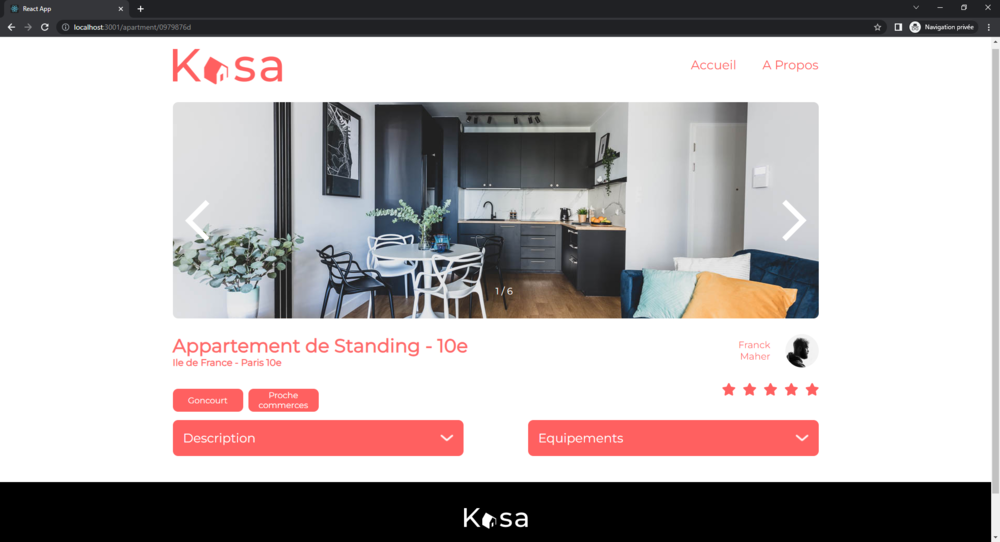 React App
localhost:3001/apartment/0979876d
Navigation privée
Kasa
Accueil
A Propos
1 / 6
Appartement de Standing - 10e
Ile de France - Paris 10e
Franck
Maher
Goncourt
Proche
commerces
Description
Equipements
Kasa